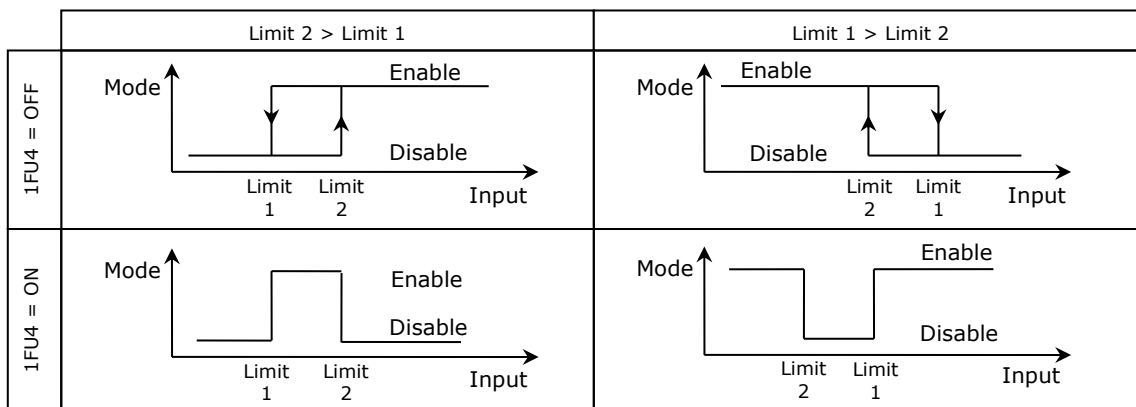 Limit 2 > Limit 1
Limit 1 > Limit 2
1FU4 = OFF
Mode
Enable
Disable
Limit
1
Limit
2
Input
Mode
Enable
Disable
Limit
2
Limit
1
Input
1FU4 = ON
Mode
Enable
Disable
Limit
1
Limit
2
Input
Mode
Enable
Disable
Limit
2
Limit
1
Input